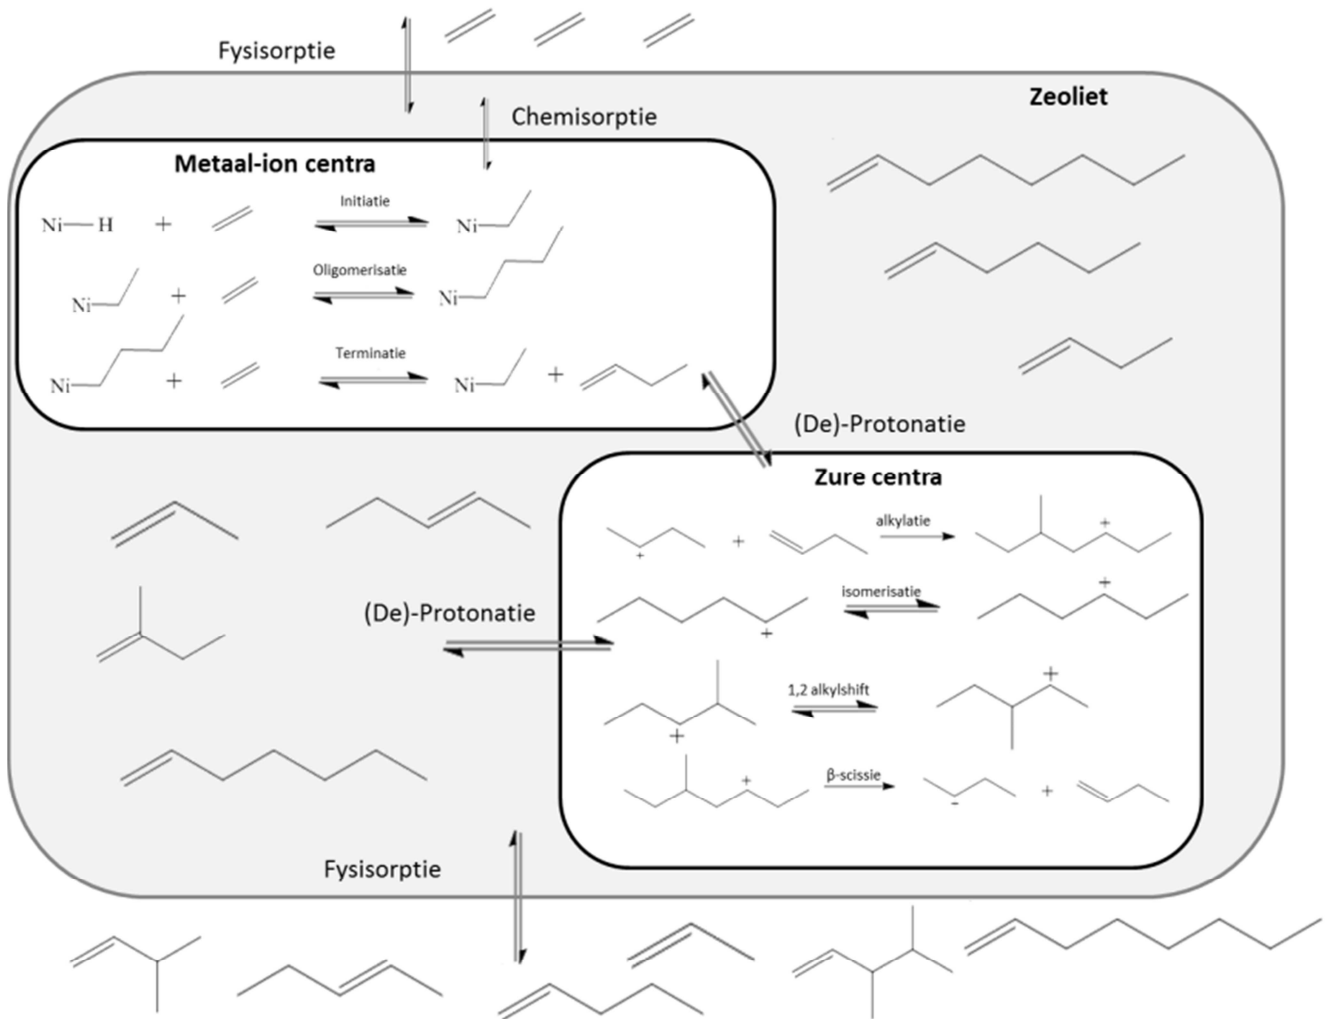 Fysisorptie
Zeoliet
Chemisorptie
Metaal-ion centra
Initiatie
Ni—H + Ni
Oligomerisatie
Ni + Ni
Terminatie
Ni + Ni +
(De)-Protonatie
Zure centra
alkylatie
+ + +
isomerisatie
+ +
(De)-Protonatie
1,2 alkylshift
+ +
β-scissie
+ - +
Fysisorptie